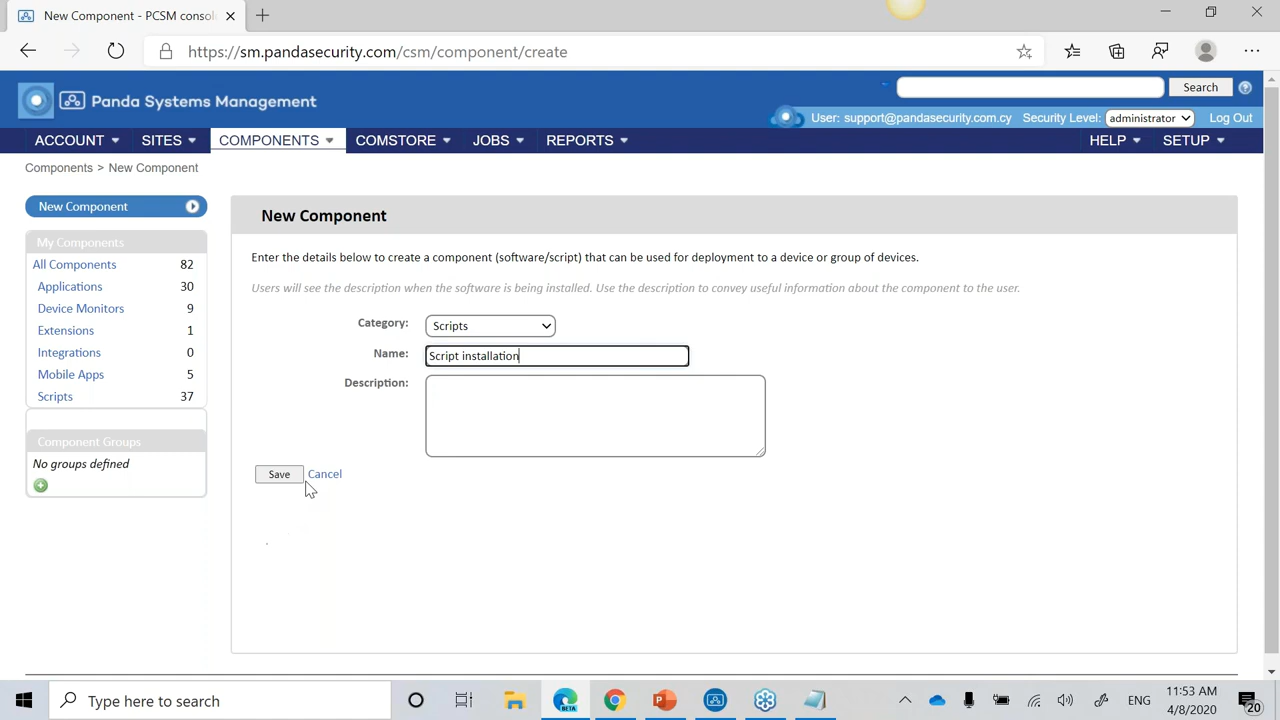 New Component - PCSM consol
https://sm.pandasecurity.com/csm/component/create
Panda Systems Management
Search
User: support@pandasecurity.com.cy Security Level: administrator Log Out
ACCOUNT SITES COMPONENTS COMSTORE JOBS REPORTS HELP SETUP
Components > New Component
New Component
My Components
All Components 82
Applications 30
Device Monitors 9
Extensions 1
Integrations 0
Mobile Apps 5
Scripts 37
Component Groups
No groups defined
New Component
Enter the details below to create a component (software/script) that can be used for deployment to a device or group of devices.
Users will see the description when the software is being installed. Use the description to convey useful information about the component to the user.
Category: Scripts
Name: Script installation
Description:
Save Cancel
Type here to search
BETA
ENG
11:53 AM
4/8/2020
20